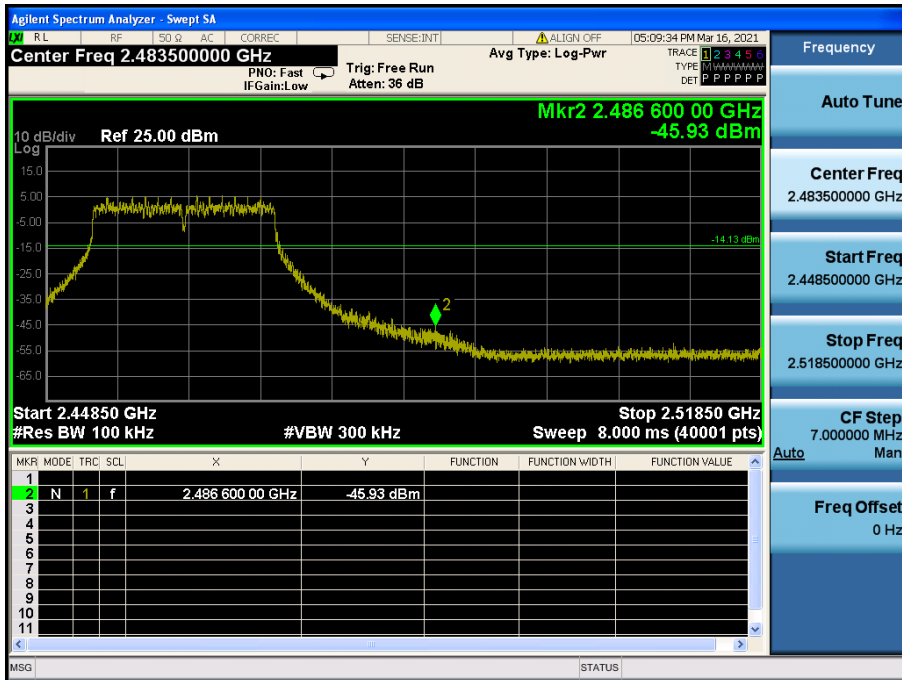 Agilent Spectrum Analyzer - Swept SA
LXI RL RF 50 Ω AC CORREC SENSE:INT ALIGN OFF 05:09:34 PM Mar 16, 2021
Center Freq 2.483500000 GHz
PNO: Fast
IFGain:Low
Trig: Free Run
Atten: 36 dB
Avg Type: Log-Pwr
TRACE 1 2 3 4 5 6
TYPE M WWWWW
DET P P P P P P
Mkr2 2.486 600 00 GHz
-45.93 dBm
10 dB/div Ref 25.00 dBm
Log
15.0
5.00
-5.00
-15.0
-25.0
-35.0
-45.0
-55.0
-65.0
-14.13 dBm
2
Start 2.44850 GHz Stop 2.51850 GHz
#Res BW 100 kHz #VBW 300 kHz Sweep 8.000 ms (40001 pts)
MKR MODE TRC SCL X Y FUNCTION FUNCTION WIDTH FUNCTION VALUE
1
2 N 1 f 2.486 600 00 GHz -45.93 dBm
3
4
5
6
7
8
9
10
11
MSG STATUS
Frequency
Auto Tune
Center Freq
2.483500000 GHz
Start Freq
2.448500000 GHz
Stop Freq
2.518500000 GHz
CF Step
7.000000 MHz
Auto Man
Freq Offset
0 Hz